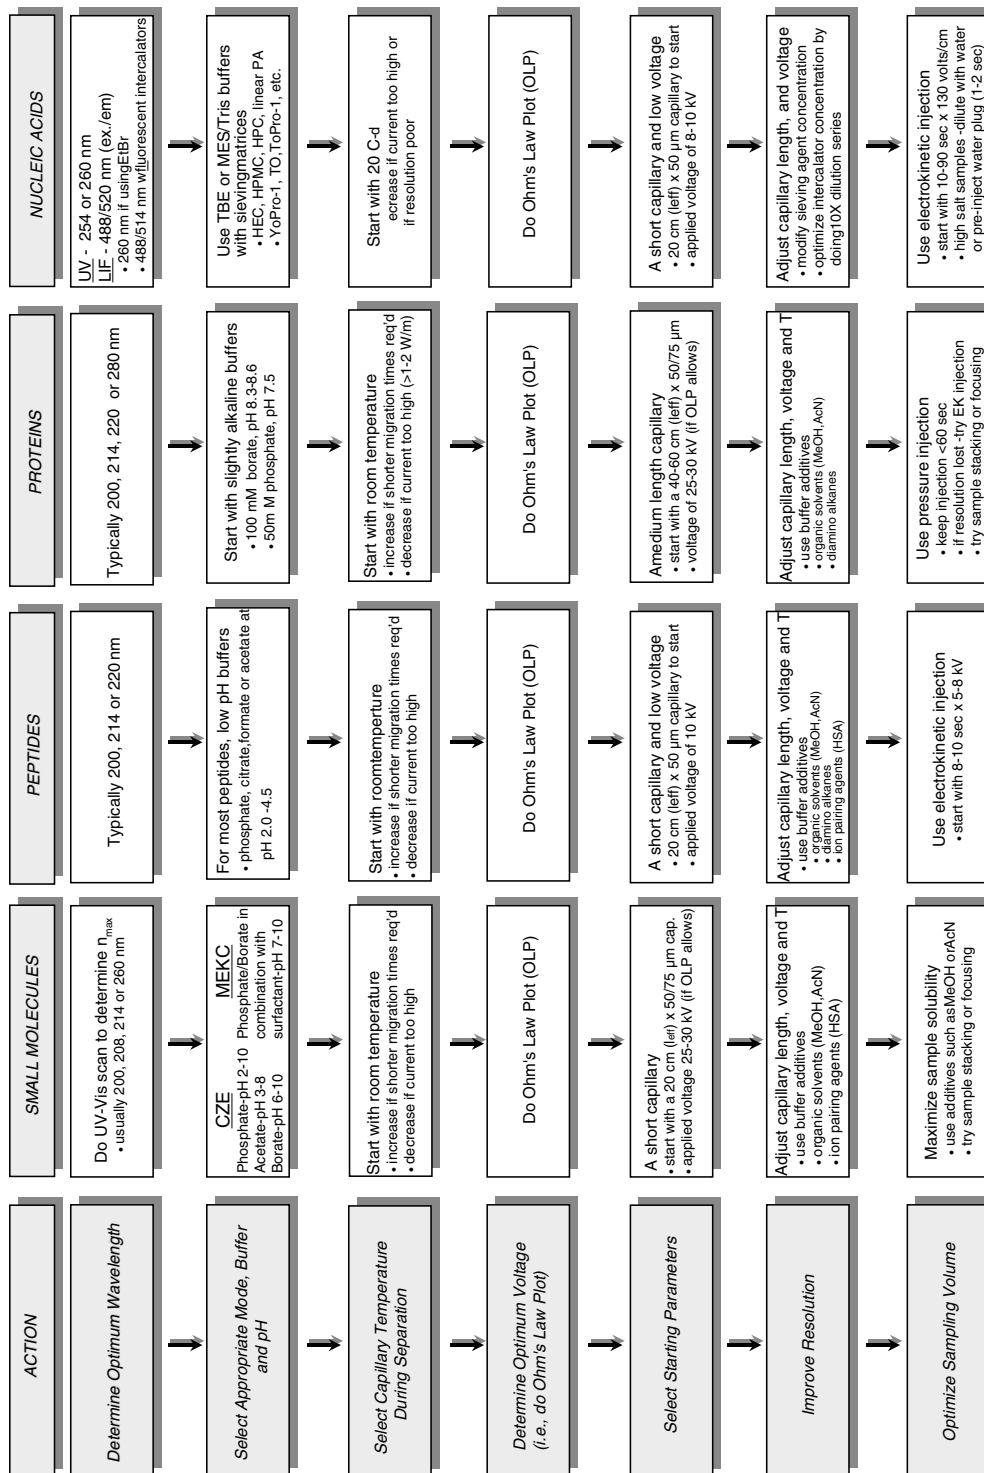 ACTION
SMALL MOLECULES
PEPTIDES
PROTEINS
NUCLEIC ACIDS
Determine Optimum Wavelength
Do UV-Vis scan to determine n max
• usually 200, 208, 214 or 260 nm
Typically 200, 214 or 220 nm
Typically 200, 214, 220 or 280 nm
UV - 254 or 260 nm
LIF - 488/520 nm (ex./em)
• 260 nm if usingEtBr
• 488/514 nm wfluorescent intercalators
Select Appropriate Mode, Buffer
and pH
CZE
Phosphate-pH 2-10
Acetate-pH 3-8
Borate-pH 6-10
MEKC
Phosphate/Borate in
combination with
surfactant-pH 7-10
For most peptides, low pH buffers
• phosphate, citrate,formate or acetate at
pH 2.0 -4.5
Start with slightly alkaline buffers
• 100 mM borate, pH 8.3-8.6
• 50m M phosphate, pH 7.5
Use TBE or MES/Tris buffers
with sievingmatrices
• HEC, HPMC, HPC, linear PA
• YoPro-1, TO,ToPro-1, etc.
Select Capillary Temperature
During Separation
Start with room temperature
• increase if shorter migration times req'd
• decrease if current too high
Start with roomtemperture
• increase if shorter migration times req'd
• decrease if current too high
Start with room temperature
• increase if shorter migration times req'd
• decrease if current too high (>1-2 W/m)
Start with 20 C-d
ecrease if current too high or
if resolution poor
Determine Optimum Voltage
(i.e., do Ohm's Law Plot)
Do Ohm's Law Plot (OLP)
Do Ohm's Law Plot (OLP)
Do Ohm's Law Plot (OLP)
Do Ohm's Law Plot (OLP)
Select Starting Parameters
A short capillary
• start with a 20 cm (leff) x 50/75 µm cap.
• applied voltage 25-30 kV (if OLP allows)
A short capillary and low voltage
• 20 cm (leff) x 50 µm capillary to start
• applied voltage of 10 kV
Amedium length capillary
• start with a 40-60 cm (leff) x 50/75 µm
• voltage of 25-30 kV (if OLP allows)
A short capillary and low voltage
• 20 cm (leff) x 50 µm capillary to start
• applied voltage of 8-10 kV
Improve Resolution
Adjust capillary length, voltage and T
• use buffer additives
• organic solvents (MeOH,AcN)
• ion pairing agents (HSA)
Adjust capillary length, voltage and T
• use buffer additives
• organic solvents (MeOH,AcN)
• diamino alkanes
• ion pairing agents (HSA)
Adjust capillary length, voltage and T
• use buffer additives
• organic solvents (MeOH,AcN)
• diamino alkanes
Adjust capillary length, and voltage
• modify sieving agent concentration
• optimize intercalator concentration by
doing10X dilution series
Optimize Sampling Volume
Maximize sample solubility
• use additives such asMeOH orAcN
• try sample stacking or focusing
Use electrokinetic injection
• start with 8-10 sec x 5-8 kV
Use pressure injection
• keep injection <60 sec
• if resolution lost -try EK injection
• try sample stacking or focusing
Use electrokinetic injection
• start with 10-90 sec x 130 volts/cm
• high salt samples -dilute with water
or pre-inject water plug (1-2 sec)